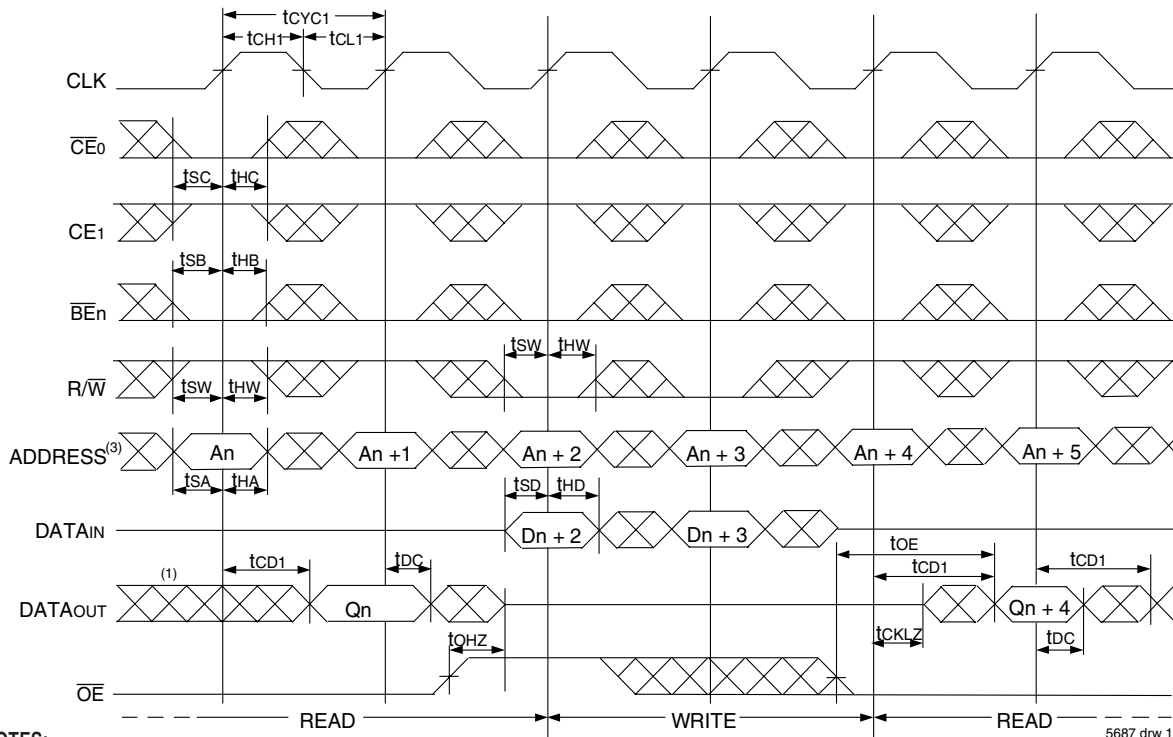 tCYC1
tCH1 tCL1
CLK
CE0
tSC tHC
CE1
tSB tHB
BEn
tSW tHW
R/W
tSW tHW
ADDRESS(3) An An +1 An + 2 An + 3 An + 4 An + 5
tSA tHA tSD tHD
DATAIN Dn + 2 Dn + 3
tOE
(1) tCD1 tDC tCD1 tCD1
DATAOUT Qn Qn + 4
tOHZ tCKLZ tDC
OE
READ WRITE READ
5687 drw 1